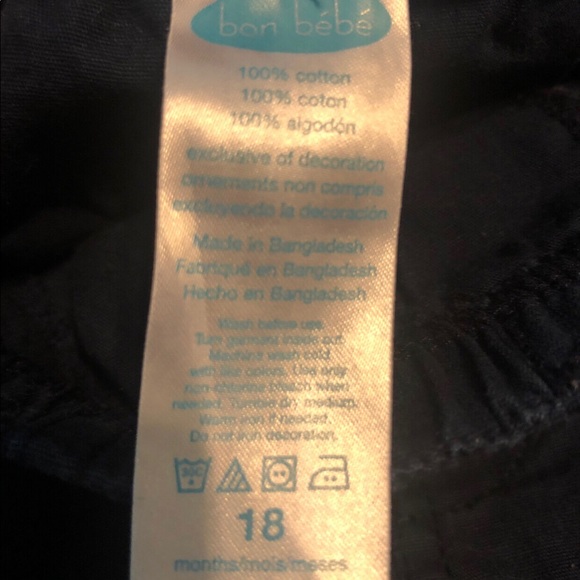 bon bébé
100% cotton
100% coton
100% algodón
exclusive of decoration
ornements non compris
excluyendo la decoración
Made in Bangladesh
Fabriqué en Bangladesh
Hecho en Bangladesh
Wash before use.
Turn garment inside out.
Machine wash cold
with like colors. Use only
non-chlorine bleach when
needed. Tumble dry medium.
Warm iron if needed.
Do not iron decoration.
18
months/mois/meses